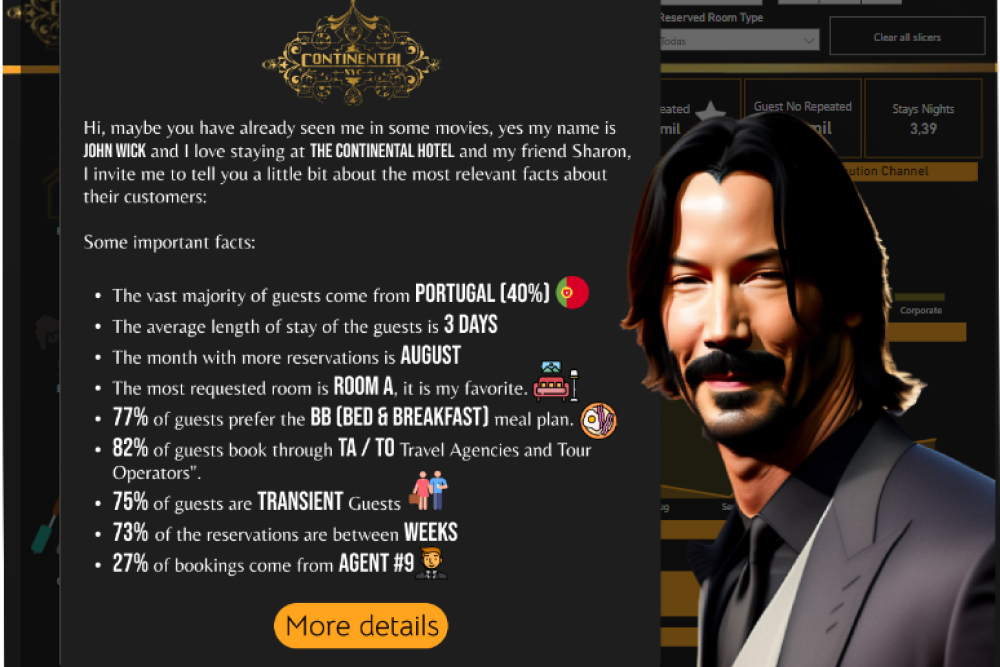 Reserved Room Type
Todas
Clear all slicers
CONTINENTAL
NYC
eated
mil
Guest No Repeated
mil
Stays Nights
3,39
ution Channel
Hi, maybe you have already seen me in some movies, yes my name is
JOHN WICK and I love staying at THE CONTINENTAL HOTEL and my friend Sharon,
I invite me to tell you a little bit about the most relevant facts about
their customers:
Some important facts:
• The vast majority of guests come from PORTUGAL (40%)
• The average length of stay of the guests is 3 DAYS
• The month with more reservations is AUGUST
• The most requested room is ROOM A, it is my favorite.
• 77% of guests prefer the BB (BED & BREAKFAST) meal plan.
• 82% of guests book through TA / TO Travel Agencies and Tour
Operators".
• 75% of guests are TRANSIENT Guests
• 73% of the reservations are between WEEKS
• 27% of bookings come from AGENT #9
Corporate
More details